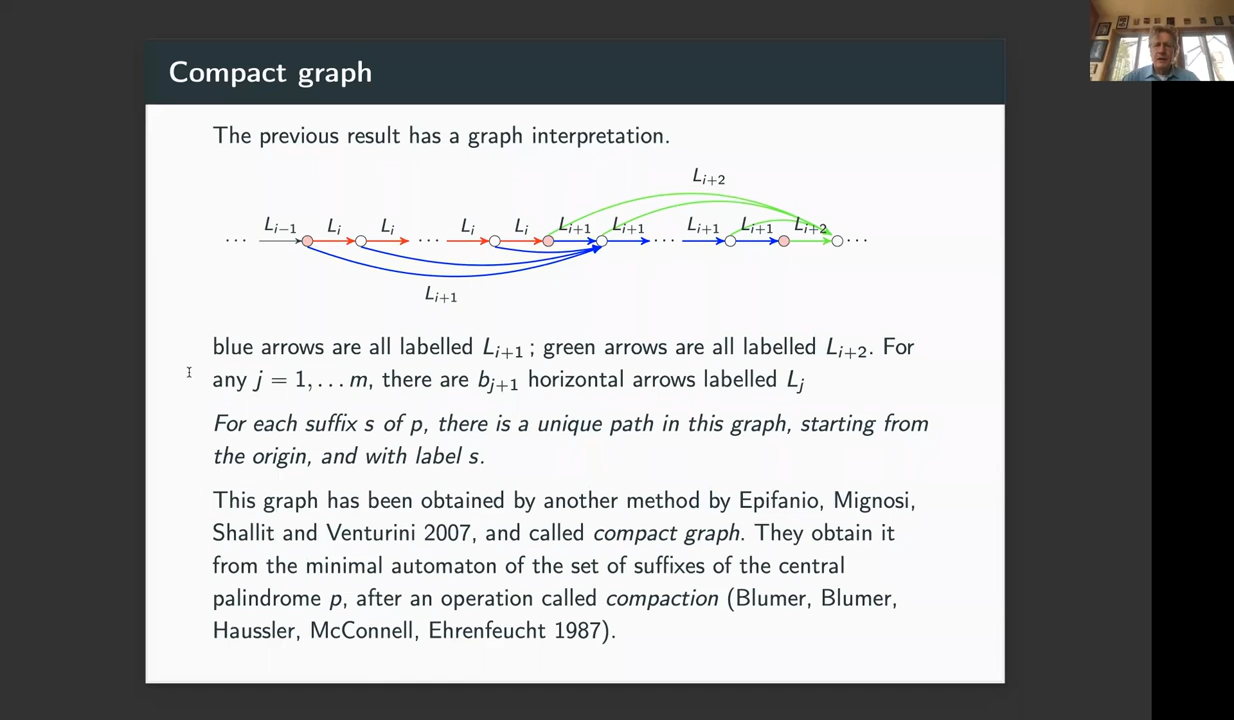 Compact graph
The previous result has a graph interpretation.
L_{i+2}
L_{i−1} L_i L_i L_i L_i L_{i+1} L_{i+1} L_{i+1} L_{i+1} L_{i+2}
··· ··· ··· ···
L_{i+1}
blue arrows are all labelled L_{i+1} ; green arrows are all labelled L_{i+2}. For
any j = 1, . . . m, there are b_{j+1} horizontal arrows labelled L_j
For each suffix s of p, there is a unique path in this graph, starting from
the origin, and with label s.
This graph has been obtained by another method by Epifanio, Mignosi,
Shallit and Venturini 2007, and called compact graph. They obtain it
from the minimal automaton of the set of suffixes of the central
palindrome p, after an operation called compaction (Blumer, Blumer,
Haussler, McConnell, Ehrenfeucht 1987).